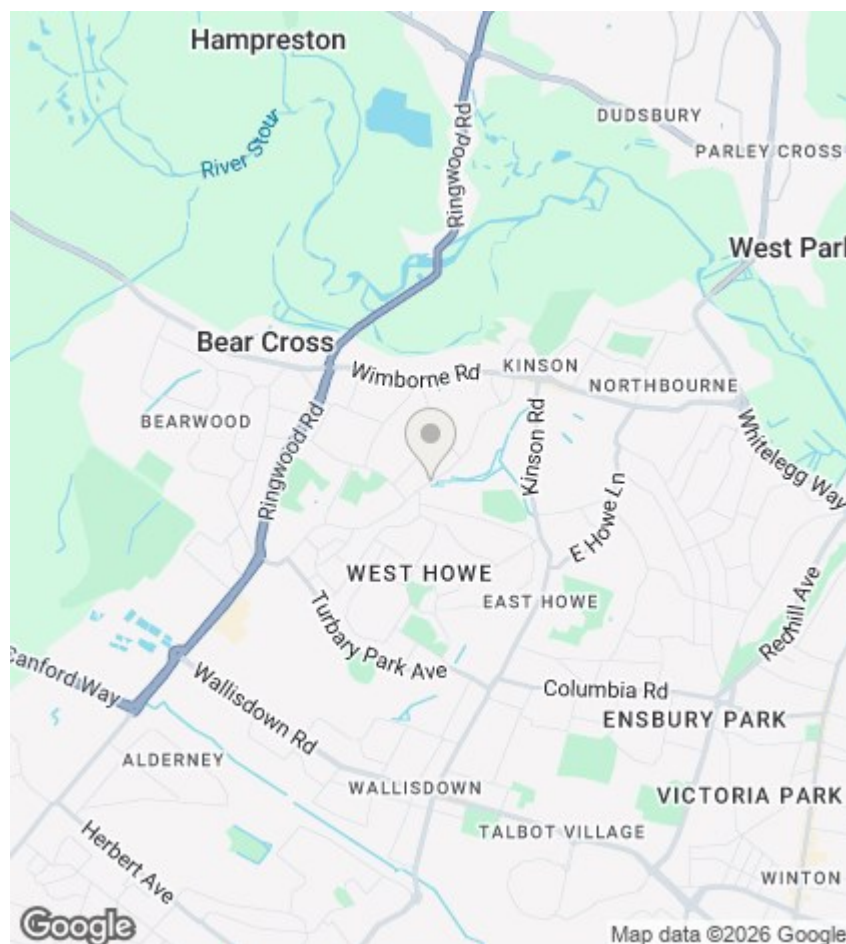 Hampreston
DUDSBURY
PARLEY CROSS
River Stour
Ringwood Rd
West Parl
Bear Cross
Wimborne Rd
KINSON
NORTHBOURNE
BEARWOOD
Ringwood Rd
Kinson Rd
Whitelegg Way
E Howe Ln
WEST HOWE
EAST HOWE
Redhill Ave
Turbary Park Ave
Canford Way
Wallisdown Rd
Columbia Rd
ENSBURY PARK
ALDERNEY
WALLISDOWN
VICTORIA PARK
TALBOT VILLAGE
Herbert Ave
WINTON
Google
Map data ©2026 Google